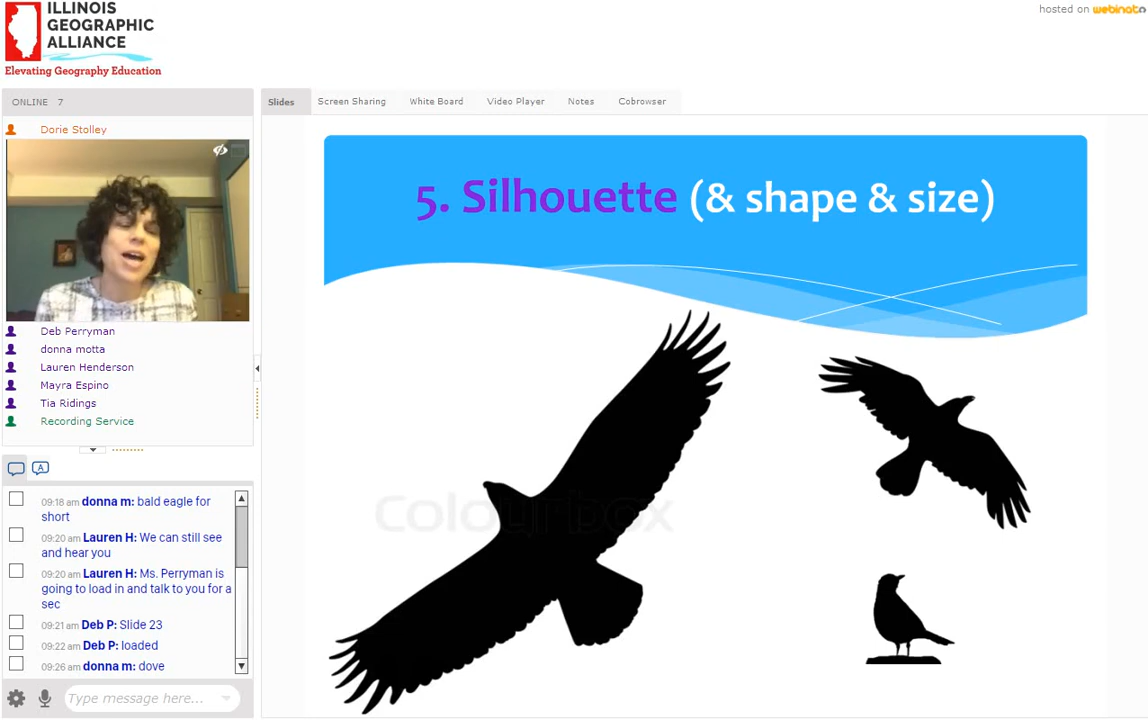 ILLINOIS
GEOGRAPHIC
ALLIANCE
Elevating Geography Education
hosted on webinato
ONLINE 7
Dorie Stolley
Deb Perryman
donna motta
Lauren Henderson
Mayra Espino
Tia Ridings
Recording Service
A
09:18 am donna m: bald eagle for
short
09:20 am Lauren H: We can still see
and hear you
09:20 am Lauren H: Ms. Perryman is
going to load in and talk to you for a
sec
09:21 am Deb P: Slide 23
09:22 am Deb P: loaded
09:26 am donna m: dove
Type message here...
Slides
Screen Sharing
White Board
Video Player
Notes
Cobrowser
5. Silhouette (& shape & size)
Colourbox